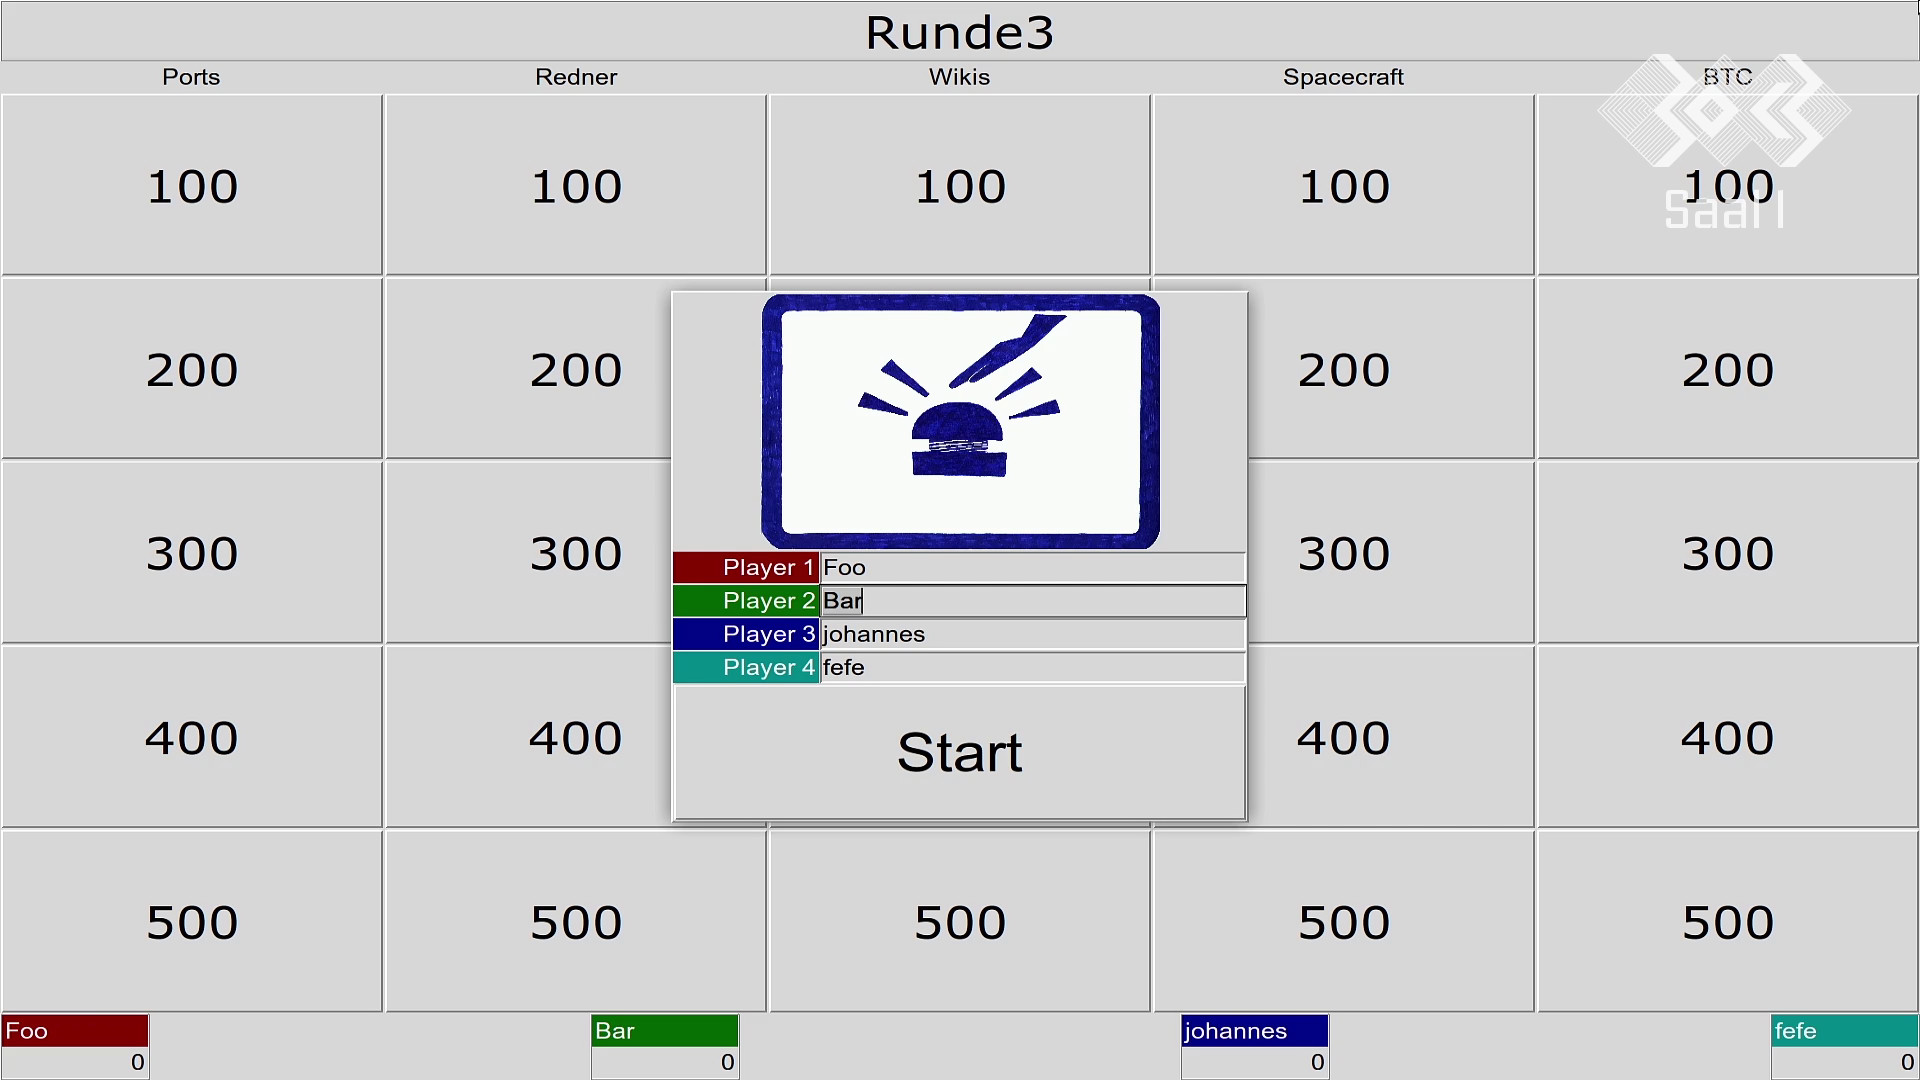 Runde3
Ports Redner Wikis Spacecraft BTC
100 100 100 100 100
Saal 1
200 200 200 200
300 300 300 300
Player 1 Foo
Player 2 Bar
Player 3 johannes
Player 4 fefe
400 400 400 400
Start
500 500 500 500 500
Foo Bar johannes fefe
0 0 0 0